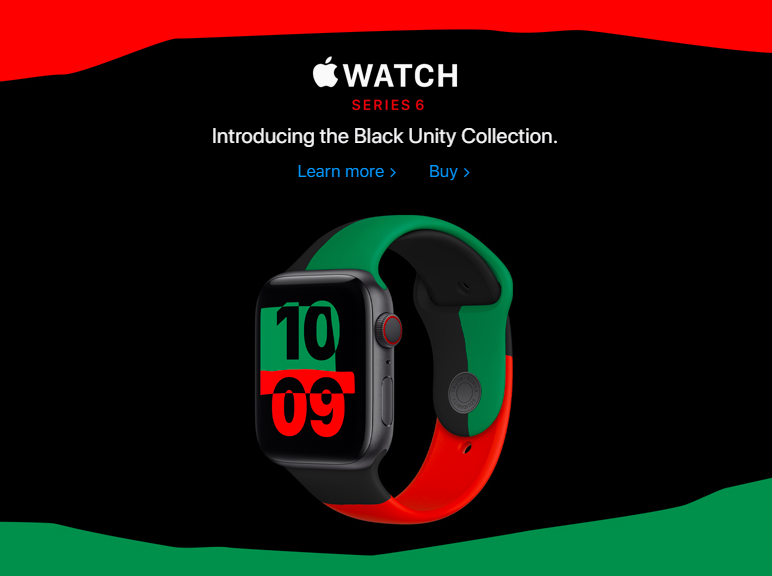 WATCH
SERIES 6
Introducing the Black Unity Collection.
Learn more > Buy >
10
09